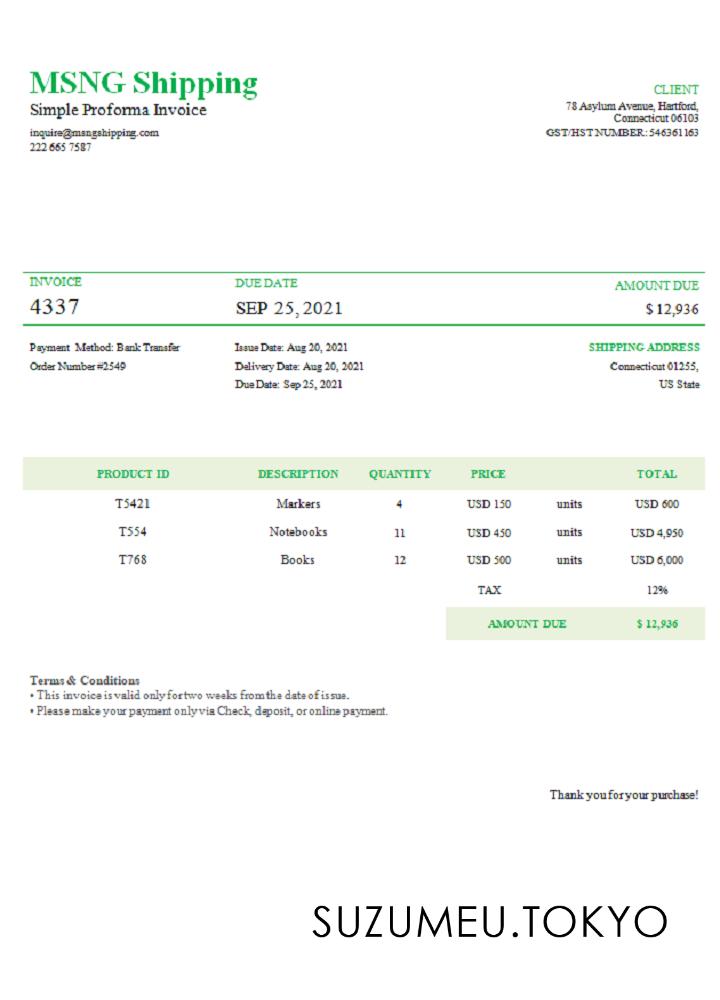 MSNG Shipping
Simple Proforma Invoice
inquire@msngshipping.com
222 665 7587
CLIENT
78 Asylum Avenue, Hartford,
Connecticut 06103
GST/HST NUMBER: 546361163
INVOICE DUE DATE AMOUNT DUE
4337 SEP 25, 2021 $ 12,936
Payment Method: Bank Transfer Issue Date: Aug 20, 2021 SHIPPING ADDRESS
Order Number #2549 Delivery Date: Aug 20, 2021 Connecticut 01255,
Due Date: Sep 25, 2021 US State
PRODUCT ID DESCRIPTION QUANTITY PRICE TOTAL
T5421 Markers 4 USD 150 units USD 600
T554 Notebooks 11 USD 450 units USD 4,950
T768 Books 12 USD 500 units USD 6,000
TAX 12%
AMOUNT DUE $ 12,936
Terms & Conditions
• This invoice is valid only for two weeks from the date of issue.
• Please make your payment only via Check, deposit, or online payment.
Thank you for your purchase!
SUZUMEU.TOKYO